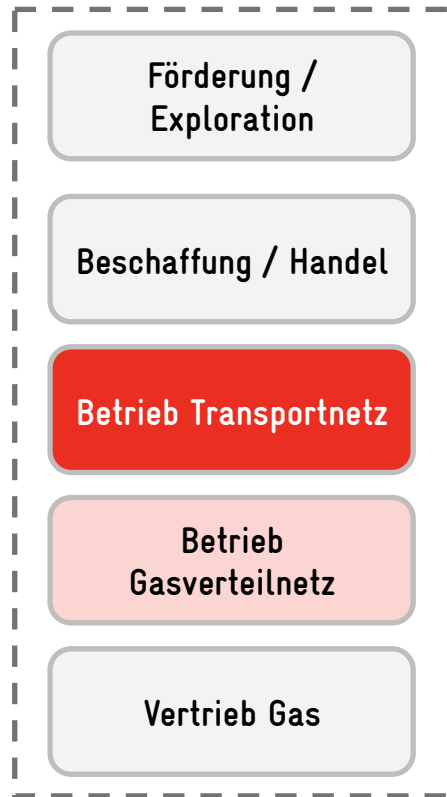 Förderung /
Exploration
Beschaffung / Handel
Betrieb Transportnetz
Betrieb
Gasverteilnetz
Vertrieb Gas